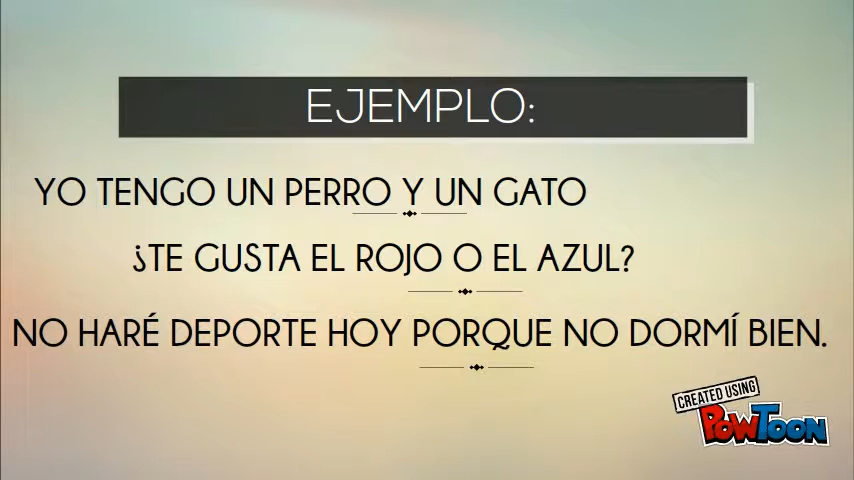 EJEMPLO:
YO TENGO UN PERRO Y UN GATO
¿TE GUSTA EL ROJO O EL AZUL?
NO HARÉ DEPORTE HOY PORQUE NO DORMÍ BIEN.
CREATED USING
POWTOON